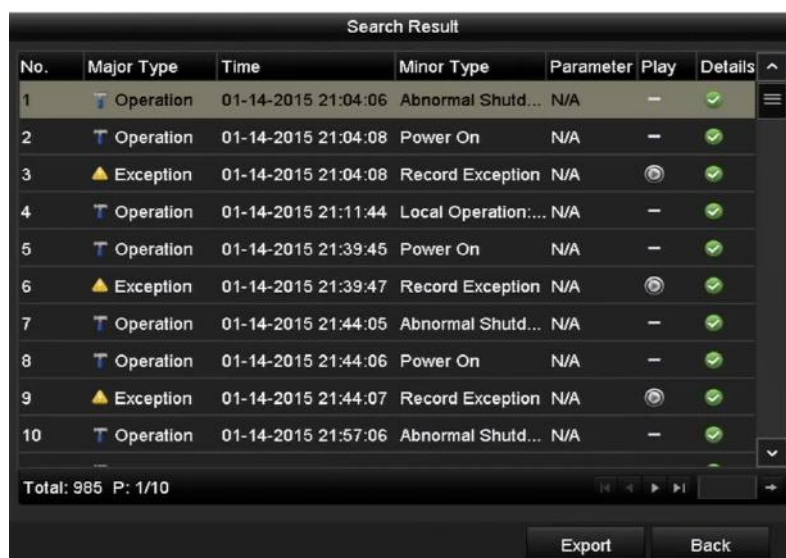 Search Result
No. Major Type Time Minor Type Parameter Play Details
1 Operation 01-14-2015 21:04:06 Abnormal Shutd... N/A
2 Operation 01-14-2015 21:04:08 Power On N/A
3 Exception 01-14-2015 21:04:08 Record Exception N/A
4 Operation 01-14-2015 21:11:44 Local Operation:... N/A
5 Operation 01-14-2015 21:39:45 Power On N/A
6 Exception 01-14-2015 21:39:47 Record Exception N/A
7 Operation 01-14-2015 21:44:05 Abnormal Shutd... N/A
8 Operation 01-14-2015 21:44:06 Power On N/A
9 Exception 01-14-2015 21:44:07 Record Exception N/A
10 Operation 01-14-2015 21:57:06 Abnormal Shutd... N/A
Total: 985 P: 1/10
Export Back